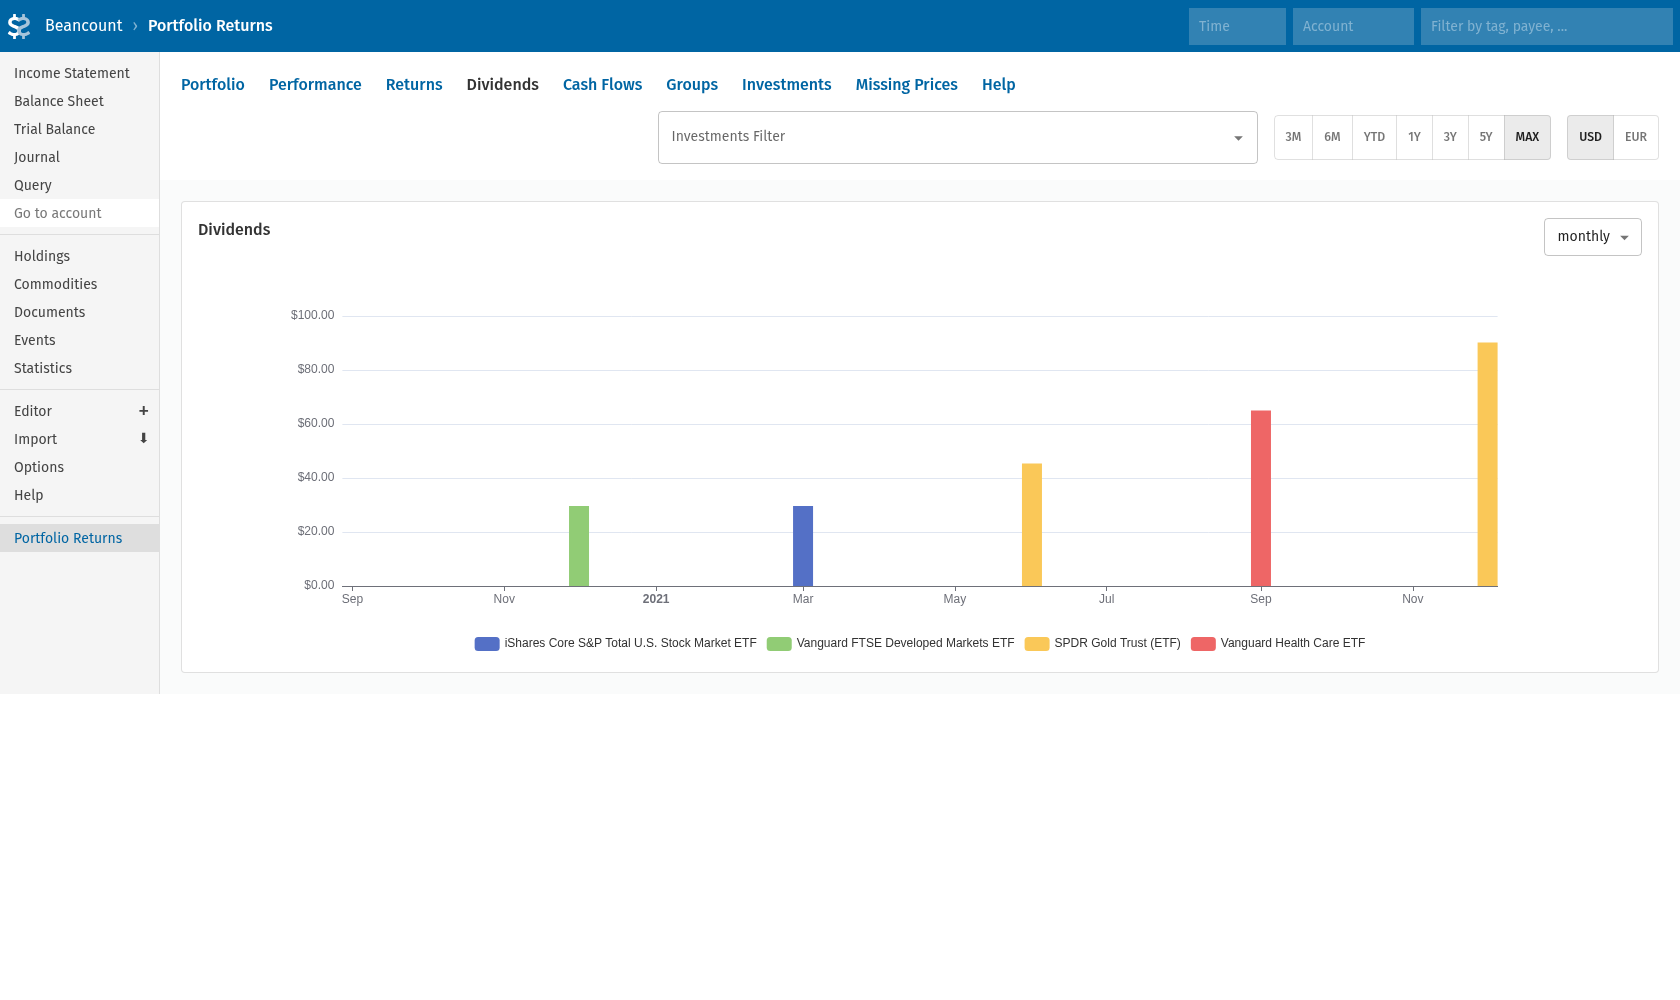 Beancount › Portfolio Returns
Time
Account
Filter by tag, payee, ...
Income Statement
Balance Sheet
Trial Balance
Journal
Query
Go to account
Holdings
Commodities
Documents
Events
Statistics
Editor +
Import ⬇
Options
Help
Portfolio Returns
Portfolio Performance Returns Dividends Cash Flows Groups Investments Missing Prices Help
Investments Filter
3M 6M YTD 1Y 3Y 5Y MAX
USD EUR
Dividends
monthly
$100.00
$80.00
$60.00
$40.00
$20.00
$0.00
Sep Nov 2021 Mar May Jul Sep Nov
iShares Core S&P Total U.S. Stock Market ETF Vanguard FTSE Developed Markets ETF SPDR Gold Trust (ETF) Vanguard Health Care ETF